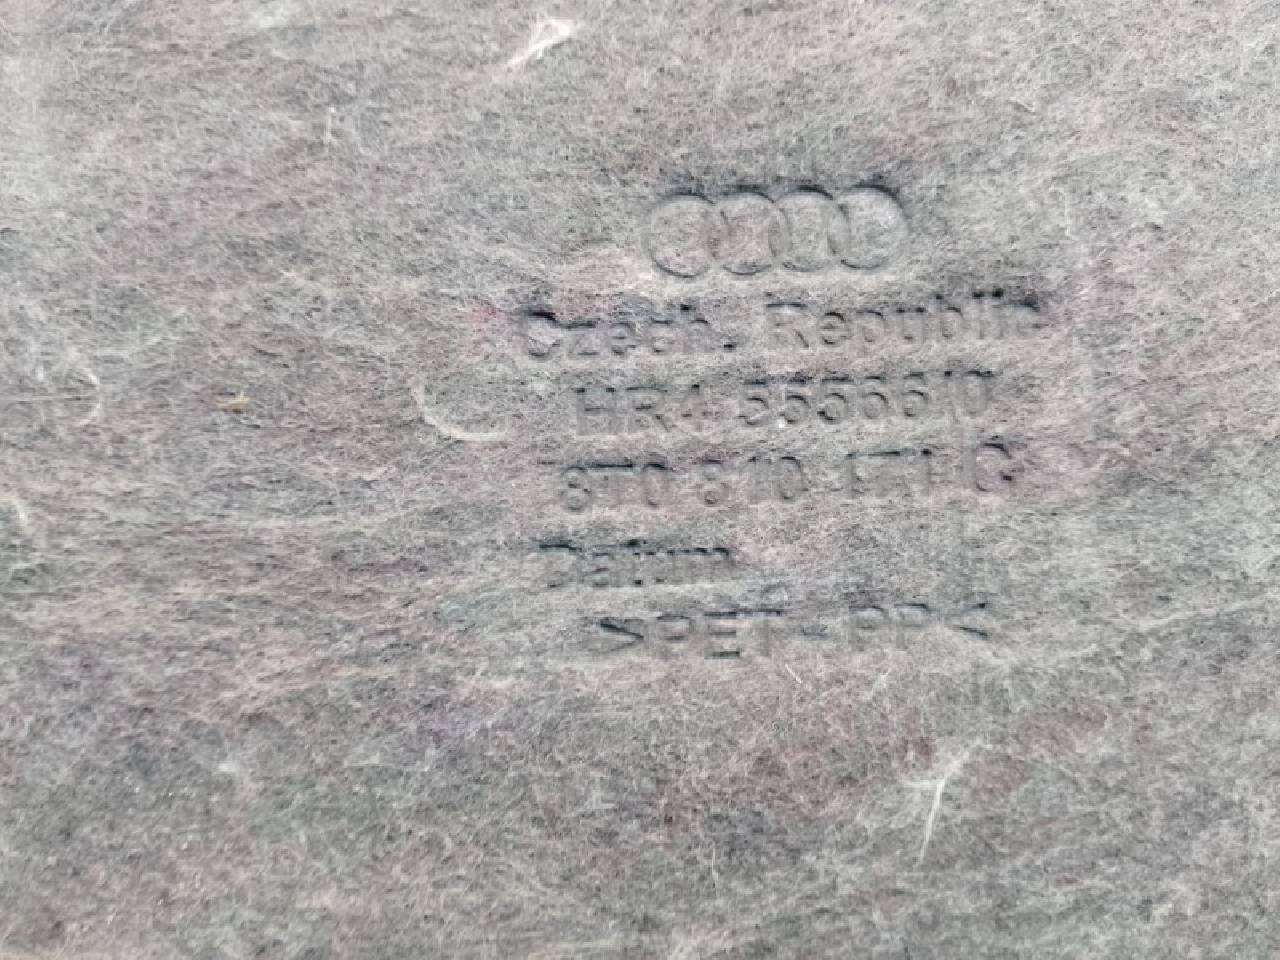 Czech. Republic
HR4 5556610
8T0 810 171 C
Datum
>PET-PP<